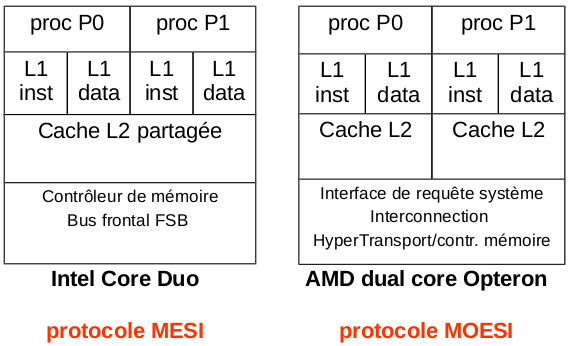 proc P0
proc P1
L1
inst
L1
data
L1
inst
L1
data
Cache L2 partagée
Contrôleur de mémoire
Bus frontal FSB
Intel Core Duo
protocole MESI
proc P0
proc P1
L1
inst
L1
data
L1
inst
L1
data
Cache L2
Cache L2
Interface de requête système
Interconnection
HyperTransport/contr. mémoire
AMD dual core Opteron
protocole MOESI